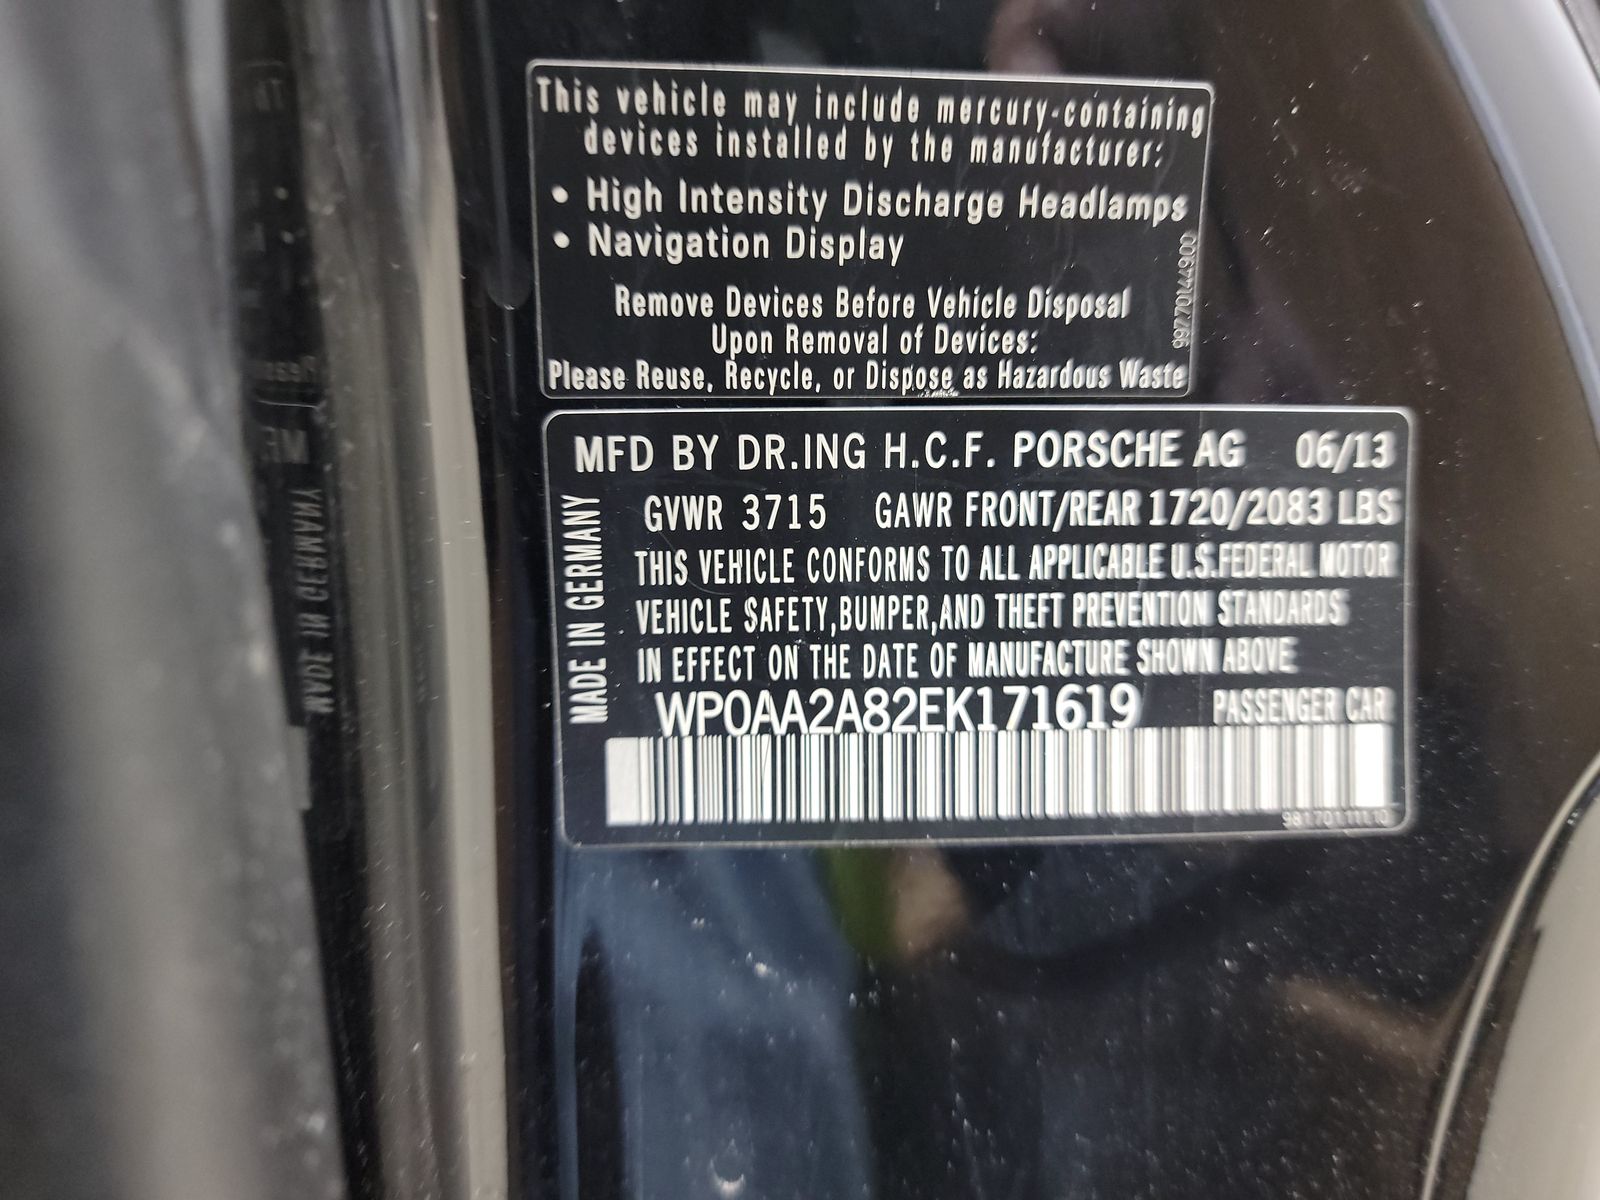 This vehicle may include mercury-containing
devices installed by the manufacturer:
• High Intensity Discharge Headlamps
• Navigation Display
Remove Devices Before Vehicle Disposal
Upon Removal of Devices:
Please Reuse, Recycle, or Dispose as Hazardous Waste
99770144900
MFD BY DR.ING H.C.F. PORSCHE AG 06/13
GVWR 3715 GAWR FRONT/REAR 1720/2083 LBS
THIS VEHICLE CONFORMS TO ALL APPLICABLE U.S.FEDERAL MOTOR
VEHICLE SAFETY,BUMPER,AND THEFT PREVENTION STANDARDS
IN EFFECT ON THE DATE OF MANUFACTURE SHOWN ABOVE
WP0AA2A82EK171619 PASSENGER CAR
MADE IN GERMANY
98170111110
MADE IN GERMANY